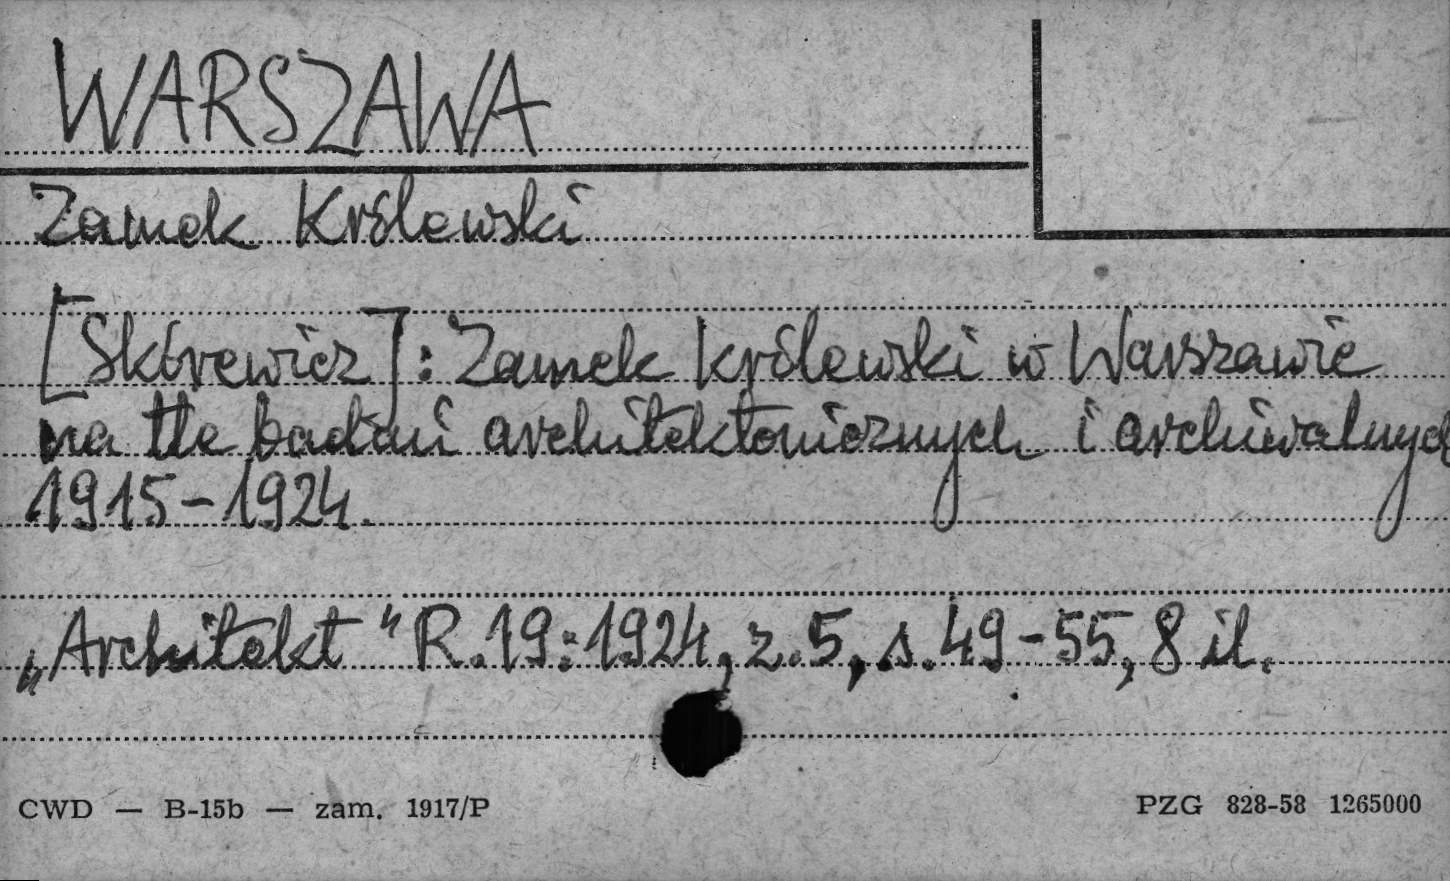 WARSZAWA
Zamek Królewski
[Skórewicz]: Zamek Królewski w Warszawie
na tle badań architektonicznych i archiwalnych
1915-1924.
„Architekt" R.19:1924, z.5, s.49-55, 8 il.
CWD — B-15b — zam. 1917/P
PZG 828-58 1265000